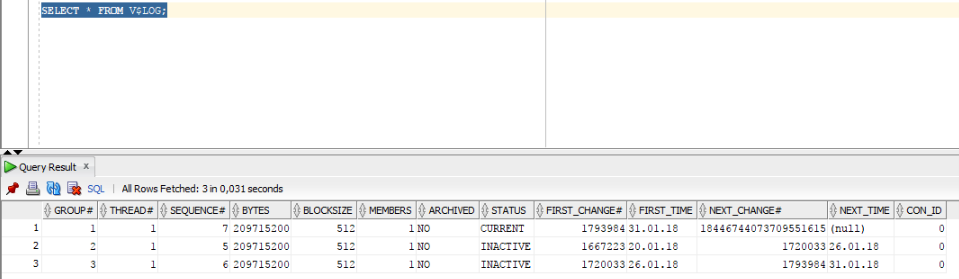 SELECT * FROM V$LOG;
Query Result x
SQL | All Rows Fetched: 3 in 0,031 seconds
GROUP# THREAD# SEQUENCE# BYTES BLOCKSIZE MEMBERS ARCHIVED STATUS FIRST_CHANGE# FIRST_TIME NEXT_CHANGE# NEXT_TIME CON_ID
1 1 1 7 209715200 512 1 NO CURRENT 1793984 31.01.18 18446744073709551615 (null) 0
2 2 1 5 209715200 512 1 NO INACTIVE 1667223 20.01.18 1720033 26.01.18 0
3 3 1 6 209715200 512 1 NO INACTIVE 1720033 26.01.18 1793984 31.01.18 0